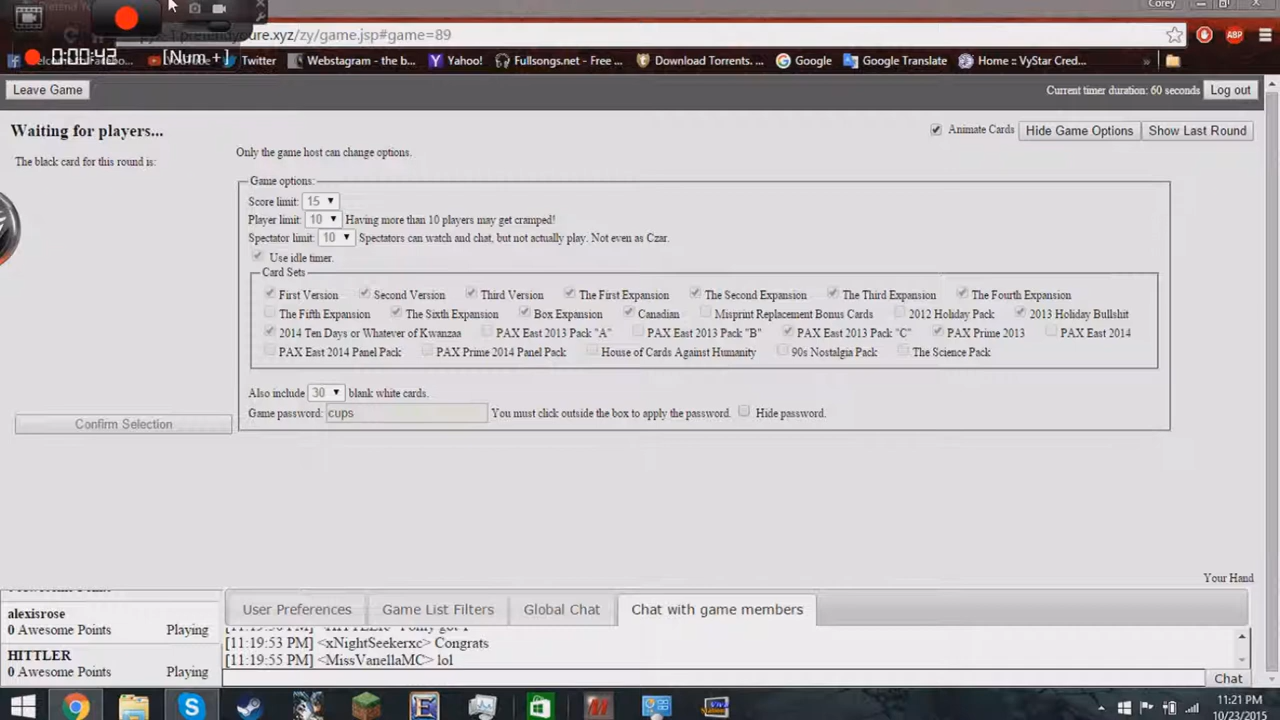 Corey
youre.xyz/zy/game.jsp#game=89
0:00:42 [Num +]
Twitter Webstagram - the b... Yahoo! Fullsong.net - Free ... Download Torrents. ... Google Google Translate Home :: VyStar Cred... »
Leave Game
Current timer duration: 60 seconds Log out
Waiting for players...
Animate Cards Hide Game Options Show Last Round
The black card for this round is:
Only the game host can change options.
Game options:
Score limit: 15
Player limit: 10 Having more than 10 players may get cramped!
Spectator limit: 10 Spectators can watch and chat, but not actually play. Not even as Czar.
Use idle timer.
Card Sets
First Version Second Version Third Version The First Expansion The Second Expansion The Third Expansion The Fourth Expansion
The Fifth Expansion The Sixth Expansion Box Expansion Canadian Misprint Replacement Bonus Cards 2012 Holiday Pack 2013 Holiday Bullshit
2014 Ten Days or Whatever of Kwanzaa PAX East 2013 Pack "A" PAX East 2013 Pack "B" PAX East 2013 Pack "C" PAX Prime 2013 PAX East 2014
PAX East 2014 Panel Pack PAX Prime 2014 Panel Pack House of Cards Against Humanity 90s Nostalgia Pack The Science Pack
Also include 30 blank white cards.
Game password: cups You must click outside the box to apply the password. Hide password.
Confirm Selection
Your Hand
alexisrose
0 Awesome Points Playing
HITTLER
0 Awesome Points Playing
User Preferences Game List Filters Global Chat Chat with game members
[11:19:53 PM] <xNightSeekerxc> Congrats
[11:19:55 PM] <MissVanellaMC> lol
Chat
11:21 PM
10/23/2015